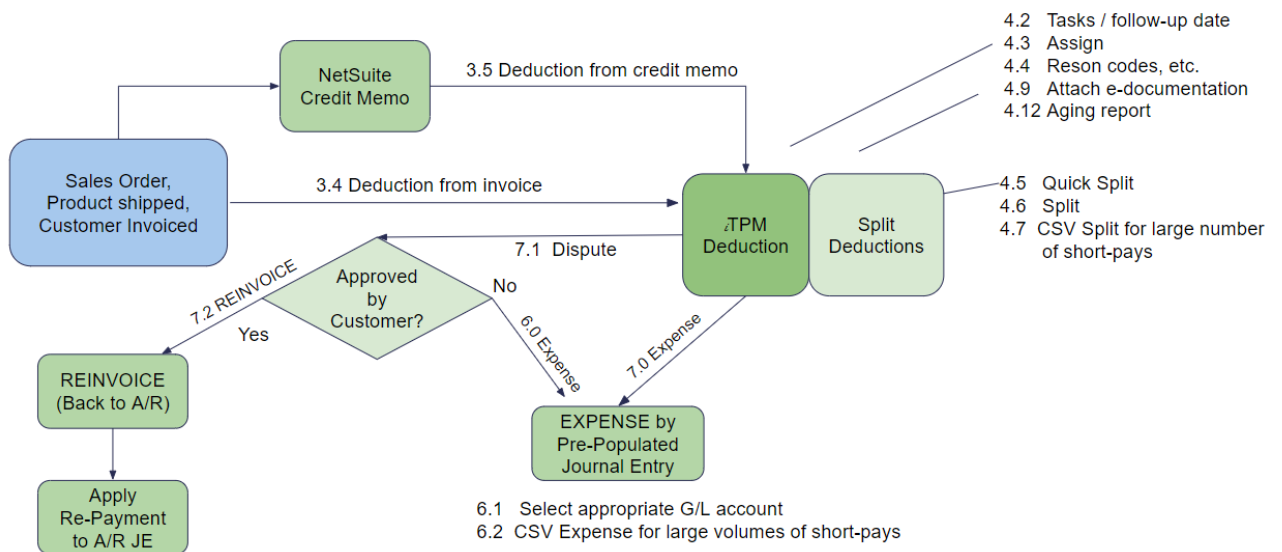 4.2 Tasks / follow-up date
4.3 Assign
4.4 Reson codes, etc.
4.9 Attach e-documentation
4.12 Aging report
NetSuite
Credit Memo
3.5 Deduction from credit memo
Sales Order,
Product shipped,
Customer Invoiced
3.4 Deduction from invoice
iTPM
Deduction
Split
Deductions
4.5 Quick Split
4.6 Split
4.7 CSV Split for large number
of short-pays
7.1 Dispute
Approved
by
Customer?
7.2 REINVOICE
Yes
No
6.0 Expense
7.0 Expense
REINVOICE
(Back to A/R)
EXPENSE by
Pre-Populated
Journal Entry
Apply
Re-Payment
to A/R JE
6.1 Select appropriate G/L account
6.2 CSV Expense for large volumes of short-pays